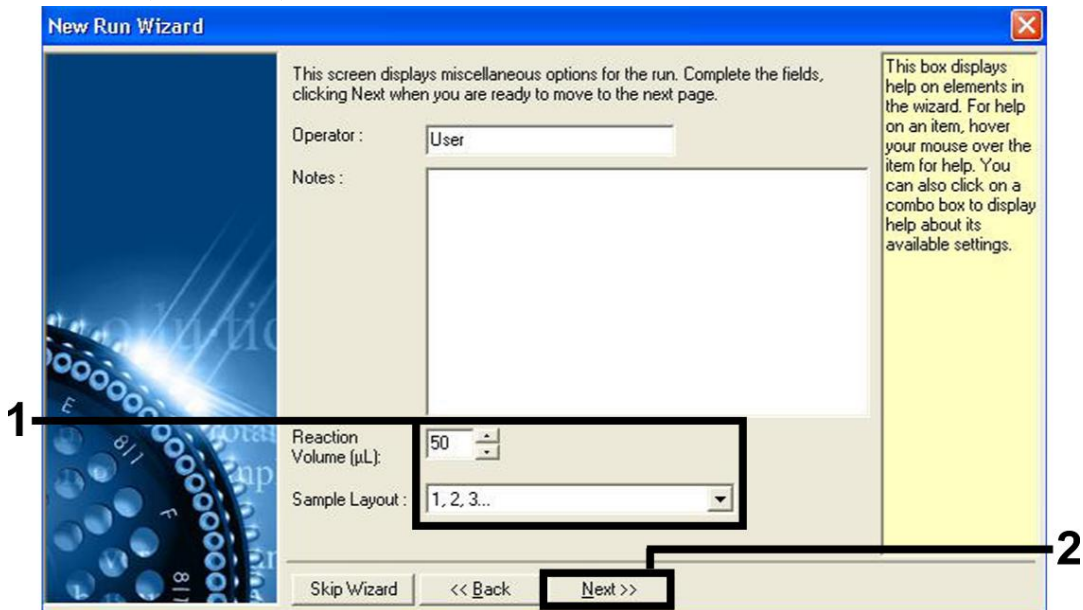 New Run Wizard
This screen displays miscellaneous options for the run. Complete the fields,
clicking Next when you are ready to move to the next page.
Operator :
User
Notes :
1
Reaction
Volume (µL):
50
Sample Layout :
1, 2, 3...
Skip Wizard
<< Back
Next >>
2
This box displays
help on elements in
the wizard. For help
on an item, hover
your mouse over the
item for help. You
can also click on a
combo box to display
help about its
available settings.
E
8|1
F
8|1